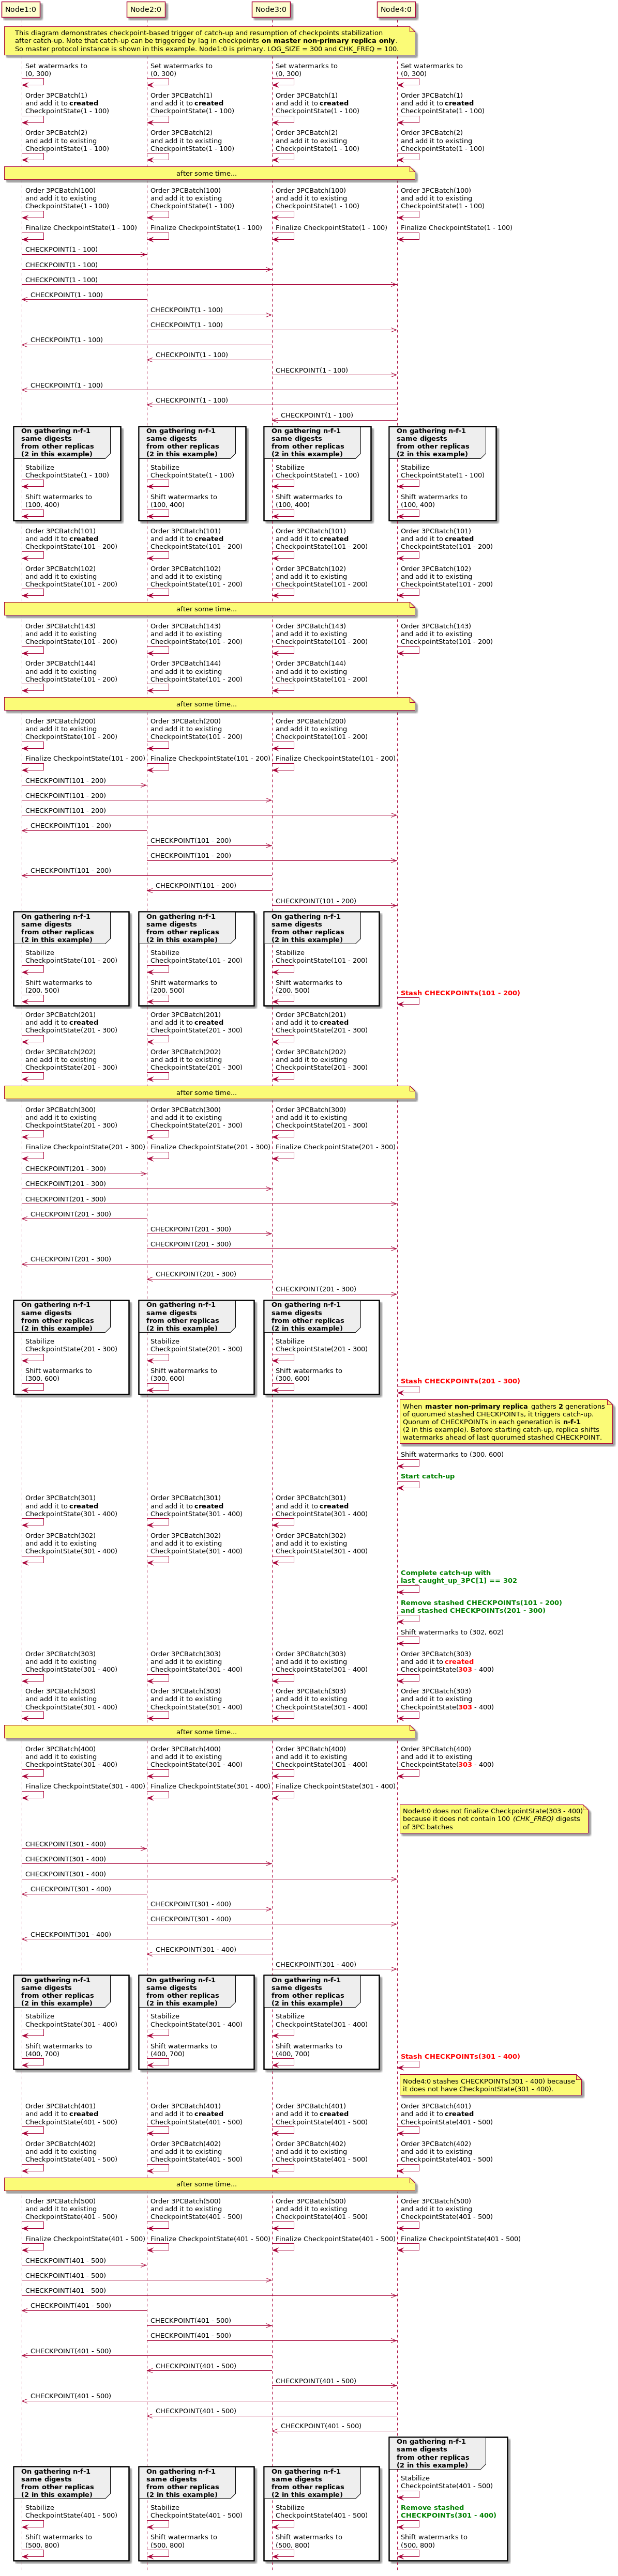 Node1:0 Node2:0 Node3:0 Node4:0
This diagram demonstrates checkpoint-based trigger of catch-up and resumption of checkpoints stabilization
after catch-up. Note that catch-up can be triggered by lag in checkpoints on master non-primary replica only.
So master protocol instance is shown in this example. Node1:0 is primary. LOG_SIZE = 300 and CHK_FREQ = 100.
Set watermarks to Set watermarks to Set watermarks to Set watermarks to
(0, 300) (0, 300) (0, 300) (0, 300)
Order 3PCBatch(1) Order 3PCBatch(1) Order 3PCBatch(1) Order 3PCBatch(1)
and add it to created and add it to created and add it to created and add it to created
CheckpointState(1 - 100) CheckpointState(1 - 100) CheckpointState(1 - 100) CheckpointState(1 - 100)
Order 3PCBatch(2) Order 3PCBatch(2) Order 3PCBatch(2) Order 3PCBatch(2)
and add it to existing and add it to existing and add it to existing and add it to existing
CheckpointState(1 - 100) CheckpointState(1 - 100) CheckpointState(1 - 100) CheckpointState(1 - 100)
after some time...
Order 3PCBatch(100) Order 3PCBatch(100) Order 3PCBatch(100) Order 3PCBatch(100)
and add it to existing and add it to existing and add it to existing and add it to existing
CheckpointState(1 - 100) CheckpointState(1 - 100) CheckpointState(1 - 100) CheckpointState(1 - 100)
Finalize CheckpointState(1 - 100) Finalize CheckpointState(1 - 100) Finalize CheckpointState(1 - 100) Finalize CheckpointState(1 - 100)
CHECKPOINT(1 - 100)
CHECKPOINT(1 - 100)
CHECKPOINT(1 - 100)
CHECKPOINT(1 - 100)
CHECKPOINT(1 - 100)
CHECKPOINT(1 - 100)
CHECKPOINT(1 - 100)
CHECKPOINT(1 - 100)
CHECKPOINT(1 - 100)
CHECKPOINT(1 - 100)
CHECKPOINT(1 - 100)
CHECKPOINT(1 - 100)
On gathering n-f-1 On gathering n-f-1 On gathering n-f-1 On gathering n-f-1
same digests same digests same digests same digests
from other replicas from other replicas from other replicas from other replicas
(2 in this example) (2 in this example) (2 in this example) (2 in this example)
Stabilize Stabilize Stabilize Stabilize
CheckpointState(1 - 100) CheckpointState(1 - 100) CheckpointState(1 - 100) CheckpointState(1 - 100)
Shift watermarks to Shift watermarks to Shift watermarks to Shift watermarks to
(100, 400) (100, 400) (100, 400) (100, 400)
Order 3PCBatch(101) Order 3PCBatch(101) Order 3PCBatch(101) Order 3PCBatch(101)
and add it to created and add it to created and add it to created and add it to created
CheckpointState(101 - 200) CheckpointState(101 - 200) CheckpointState(101 - 200) CheckpointState(101 - 200)
Order 3PCBatch(102) Order 3PCBatch(102) Order 3PCBatch(102) Order 3PCBatch(102)
and add it to existing and add it to existing and add it to existing and add it to existing
CheckpointState(101 - 200) CheckpointState(101 - 200) CheckpointState(101 - 200) CheckpointState(101 - 200)
after some time...
Order 3PCBatch(143) Order 3PCBatch(143) Order 3PCBatch(143) Order 3PCBatch(143)
and add it to existing and add it to existing and add it to existing and add it to existing
CheckpointState(101 - 200) CheckpointState(101 - 200) CheckpointState(101 - 200) CheckpointState(101 - 200)
Order 3PCBatch(144) Order 3PCBatch(144) Order 3PCBatch(144)
and add it to existing and add it to existing and add it to existing
CheckpointState(101 - 200) CheckpointState(101 - 200) CheckpointState(101 - 200)
after some time...
Order 3PCBatch(200) Order 3PCBatch(200) Order 3PCBatch(200)
and add it to existing and add it to existing and add it to existing
CheckpointState(101 - 200) CheckpointState(101 - 200) CheckpointState(101 - 200)
Finalize CheckpointState(101 - 200) Finalize CheckpointState(101 - 200) Finalize CheckpointState(101 - 200)
CHECKPOINT(101 - 200)
CHECKPOINT(101 - 200)
CHECKPOINT(101 - 200)
CHECKPOINT(101 - 200)
CHECKPOINT(101 - 200)
CHECKPOINT(101 - 200)
CHECKPOINT(101 - 200)
CHECKPOINT(101 - 200)
CHECKPOINT(101 - 200)
On gathering n-f-1 On gathering n-f-1 On gathering n-f-1
same digests same digests same digests
from other replicas from other replicas from other replicas
(2 in this example) (2 in this example) (2 in this example)
Stabilize Stabilize Stabilize
CheckpointState(101 - 200) CheckpointState(101 - 200) CheckpointState(101 - 200)
Shift watermarks to Shift watermarks to Shift watermarks to
(200, 500) (200, 500) (200, 500)
Stash CHECKPOINTs(101 - 200)
Order 3PCBatch(201) Order 3PCBatch(201) Order 3PCBatch(201)
and add it to created and add it to created and add it to created
CheckpointState(201 - 300) CheckpointState(201 - 300) CheckpointState(201 - 300)
Order 3PCBatch(202) Order 3PCBatch(202) Order 3PCBatch(202)
and add it to existing and add it to existing and add it to existing
CheckpointState(201 - 300) CheckpointState(201 - 300) CheckpointState(201 - 300)
after some time...
Order 3PCBatch(300) Order 3PCBatch(300) Order 3PCBatch(300)
and add it to existing and add it to existing and add it to existing
CheckpointState(201 - 300) CheckpointState(201 - 300) CheckpointState(201 - 300)
Finalize CheckpointState(201 - 300) Finalize CheckpointState(201 - 300) Finalize CheckpointState(201 - 300)
CHECKPOINT(201 - 300)
CHECKPOINT(201 - 300)
CHECKPOINT(201 - 300)
CHECKPOINT(201 - 300)
CHECKPOINT(201 - 300)
CHECKPOINT(201 - 300)
CHECKPOINT(201 - 300)
CHECKPOINT(201 - 300)
CHECKPOINT(201 - 300)
On gathering n-f-1 On gathering n-f-1 On gathering n-f-1
same digests same digests same digests
from other replicas from other replicas from other replicas
(2 in this example) (2 in this example) (2 in this example)
Stabilize Stabilize Stabilize
CheckpointState(201 - 300) CheckpointState(201 - 300) CheckpointState(201 - 300)
Shift watermarks to Shift watermarks to Shift watermarks to
(300, 600) (300, 600) (300, 600)
Stash CHECKPOINTs(201 - 300)
When master non-primary replica gathers 2 generations
of quorumed stashed CHECKPOINTs, it triggers catch-up.
Quorum of CHECKPOINTs in each generation is n-f-1
(2 in this example). Before starting catch-up, replica shifts
watermarks ahead of last quorumed stashed CHECKPOINT.
Shift watermarks to (300, 600)
Start catch-up
Order 3PCBatch(301) Order 3PCBatch(301) Order 3PCBatch(301)
and add it to created and add it to created and add it to created
CheckpointState(301 - 400) CheckpointState(301 - 400) CheckpointState(301 - 400)
Order 3PCBatch(302) Order 3PCBatch(302) Order 3PCBatch(302)
and add it to existing and add it to existing and add it to existing
CheckpointState(301 - 400) CheckpointState(301 - 400) CheckpointState(301 - 400)
Complete catch-up with
last_caught_up_3PC[1] == 302
Remove stashed CHECKPOINTs(101 - 200)
and stashed CHECKPOINTs(201 - 300)
Shift watermarks to (302, 602)
Order 3PCBatch(303) Order 3PCBatch(303) Order 3PCBatch(303) Order 3PCBatch(303)
and add it to existing and add it to existing and add it to existing and add it to created
CheckpointState(301 - 400) CheckpointState(301 - 400) CheckpointState(301 - 400) CheckpointState(303 - 400)
Order 3PCBatch(303) Order 3PCBatch(303) Order 3PCBatch(303) Order 3PCBatch(303)
and add it to existing and add it to existing and add it to existing and add it to existing
CheckpointState(301 - 400) CheckpointState(301 - 400) CheckpointState(301 - 400) CheckpointState(303 - 400)
after some time...
Order 3PCBatch(400) Order 3PCBatch(400) Order 3PCBatch(400) Order 3PCBatch(400)
and add it to existing and add it to existing and add it to existing and add it to existing
CheckpointState(301 - 400) CheckpointState(301 - 400) CheckpointState(301 - 400) CheckpointState(303 - 400)
Finalize CheckpointState(301 - 400) Finalize CheckpointState(301 - 400) Finalize CheckpointState(301 - 400)
Node4:0 does not finalize CheckpointState(303 - 400)
because it does not contain 100 (CHK_FREQ) digests
of 3PC batches
CHECKPOINT(301 - 400)
CHECKPOINT(301 - 400)
CHECKPOINT(301 - 400)
CHECKPOINT(301 - 400)
CHECKPOINT(301 - 400)
CHECKPOINT(301 - 400)
CHECKPOINT(301 - 400)
CHECKPOINT(301 - 400)
CHECKPOINT(301 - 400)
On gathering n-f-1 On gathering n-f-1 On gathering n-f-1
same digests same digests same digests
from other replicas from other replicas from other replicas
(2 in this example) (2 in this example) (2 in this example)
Stabilize Stabilize Stabilize
CheckpointState(301 - 400) CheckpointState(301 - 400) CheckpointState(301 - 400)
Shift watermarks to Shift watermarks to Shift watermarks to
(400, 700) (400, 700) (400, 700)
Stash CHECKPOINTs(301 - 400)
Node4:0 stashes CHECKPOINTs(301 - 400) because
it does not have CheckpointState(301 - 400).
Order 3PCBatch(401) Order 3PCBatch(401) Order 3PCBatch(401) Order 3PCBatch(401)
and add it to created and add it to created and add it to created and add it to created
CheckpointState(401 - 500) CheckpointState(401 - 500) CheckpointState(401 - 500) CheckpointState(401 - 500)
Order 3PCBatch(402) Order 3PCBatch(402) Order 3PCBatch(402) Order 3PCBatch(402)
and add it to existing and add it to existing and add it to existing and add it to existing
CheckpointState(401 - 500) CheckpointState(401 - 500) CheckpointState(401 - 500) CheckpointState(401 - 500)
after some time...
Order 3PCBatch(500) Order 3PCBatch(500) Order 3PCBatch(500) Order 3PCBatch(500)
and add it to existing and add it to existing and add it to existing and add it to existing
CheckpointState(401 - 500) CheckpointState(401 - 500) CheckpointState(401 - 500) CheckpointState(401 - 500)
Finalize CheckpointState(401 - 500) Finalize CheckpointState(401 - 500) Finalize CheckpointState(401 - 500) Finalize CheckpointState(401 - 500)
CHECKPOINT(401 - 500)
CHECKPOINT(401 - 500)
CHECKPOINT(401 - 500)
CHECKPOINT(401 - 500)
CHECKPOINT(401 - 500)
CHECKPOINT(401 - 500)
CHECKPOINT(401 - 500)
CHECKPOINT(401 - 500)
CHECKPOINT(401 - 500)
CHECKPOINT(401 - 500)
CHECKPOINT(401 - 500)
CHECKPOINT(401 - 500)
On gathering n-f-1
same digests
from other replicas
(2 in this example)
Stabilize
CheckpointState(401 - 500)
Remove stashed
CHECKPOINTs(301 - 400)
Shift watermarks to
(500, 800)
On gathering n-f-1 On gathering n-f-1 On gathering n-f-1
same digests same digests same digests
from other replicas from other replicas from other replicas
(2 in this example) (2 in this example) (2 in this example)
Stabilize Stabilize Stabilize
CheckpointState(401 - 500) CheckpointState(401 - 500) CheckpointState(401 - 500)
Shift watermarks to Shift watermarks to Shift watermarks to
(500, 800) (500, 800) (500, 800)